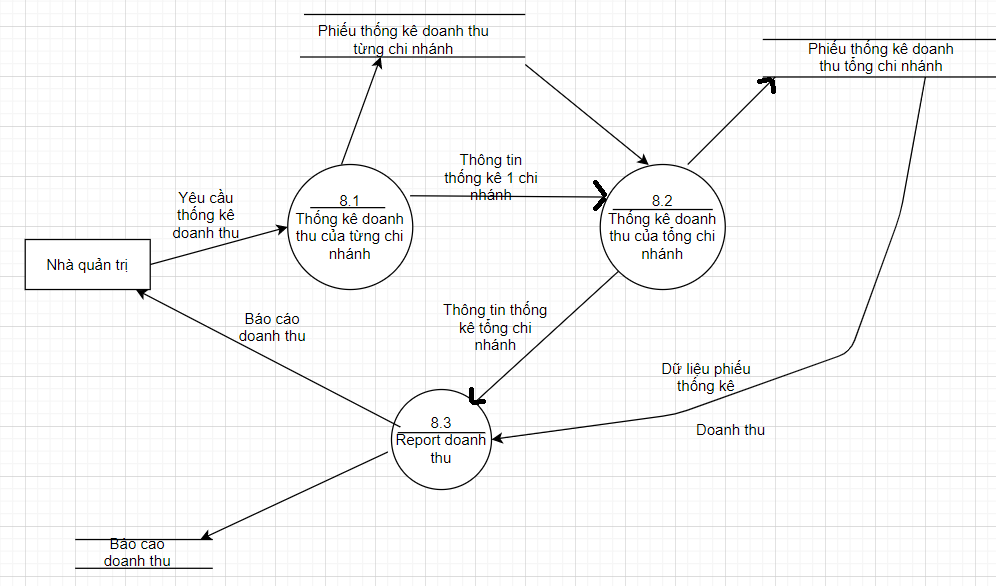 Phiếu thống kê doanh thu
từng chi nhánh
Phiếu thống kê doanh
thu tổng chi nhánh
Thông tin
thống kê 1 chi
nhánh
Yêu cầu
thống kê
doanh thu
8.1
Thống kê doanh
thu của từng chi
nhánh
8.2
Thống kê doanh
thu của tổng chi
nhánh
Nhà quản trị
Báo cáo
doanh thu
Thông tin thống
kê tổng chi
nhánh
Dữ liệu phiếu
thống kê
Doanh thu
8.3
Report doanh
thu
Báo cáo
doanh thu